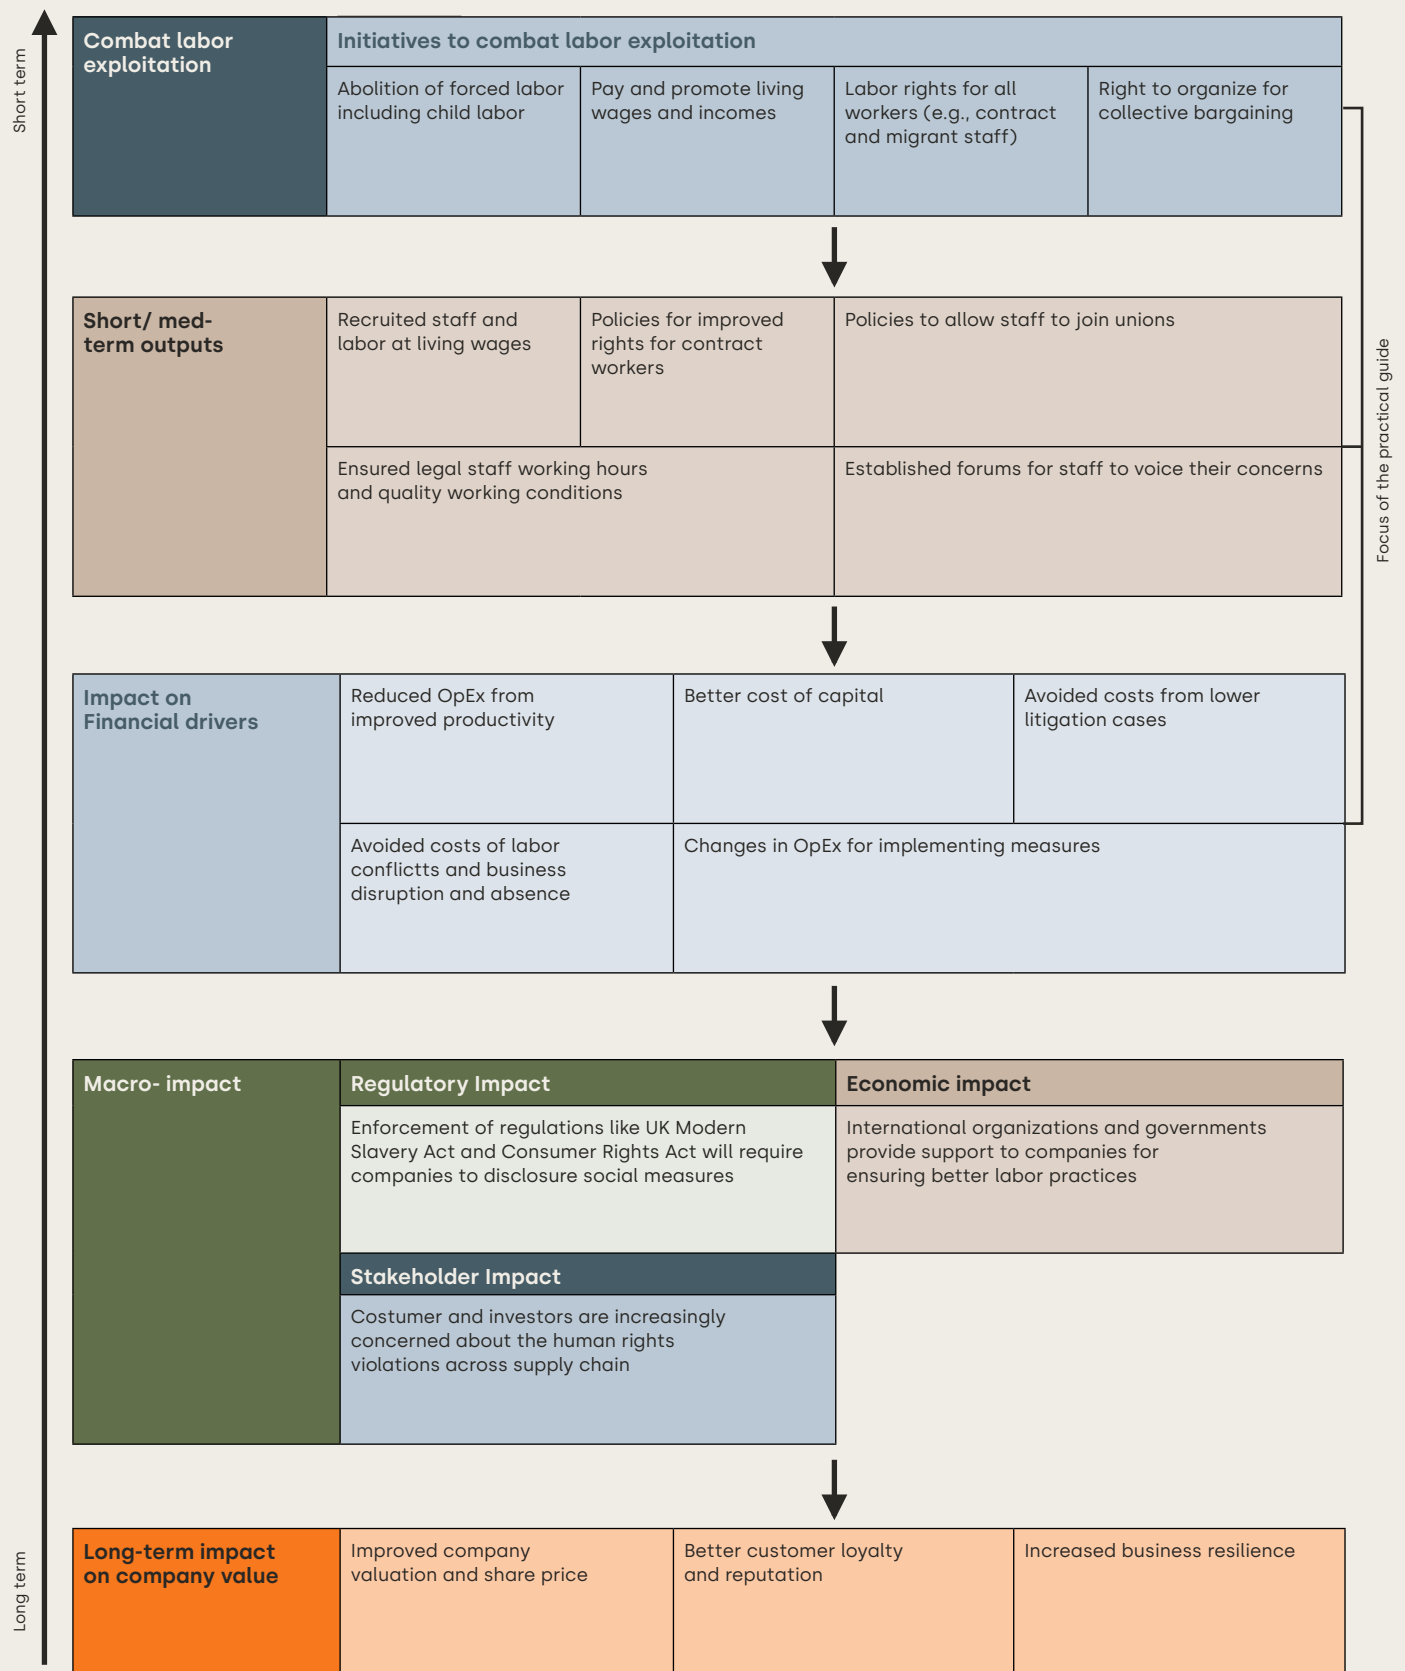 Short term
Combat labor
exploitation
Initiatives to combat labor exploitation
Abolition of forced labor
including child labor
Pay and promote living
wages and incomes
Labor rights for all
workers (e.g., contract
and migrant staff)
Right to organize for
collective bargaining
Short/ med-
term outputs
Recruited staff and
labor at living wages
Policies for improved
rights for contract
workers
Policies to allow staff to join unions
Ensured legal staff working hours
and quality working conditions
Established forums for staff to voice their concerns
Focus of the practical guide
Impact on
Financial drivers
Reduced OpEx from
improved productivity
Better cost of capital
Avoided costs from lower
litigation cases
Avoided costs of labor
conflictts and business
disruption and absence
Changes in OpEx for implementing measures
Macro- impact
Regulatory Impact
Enforcement of regulations like UK Modern
Slavery Act and Consumer Rights Act will require
companies to disclosure social measures
Economic impact
International organizations and governments
provide support to companies for
ensuring better labor practices
Stakeholder Impact
Costumer and investors are increasingly
concerned about the human rights
violations across supply chain
Long term
Long-term impact
on company value
Improved company
valuation and share price
Better customer loyalty
and reputation
Increased business resilience